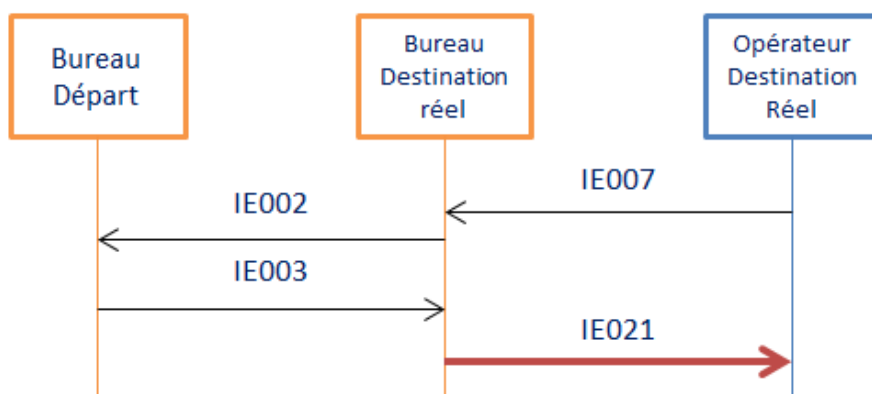 Bureau
Départ
Bureau
Destination
réel
Opérateur
Destination
Réel
IE007
IE002
IE003
IE021